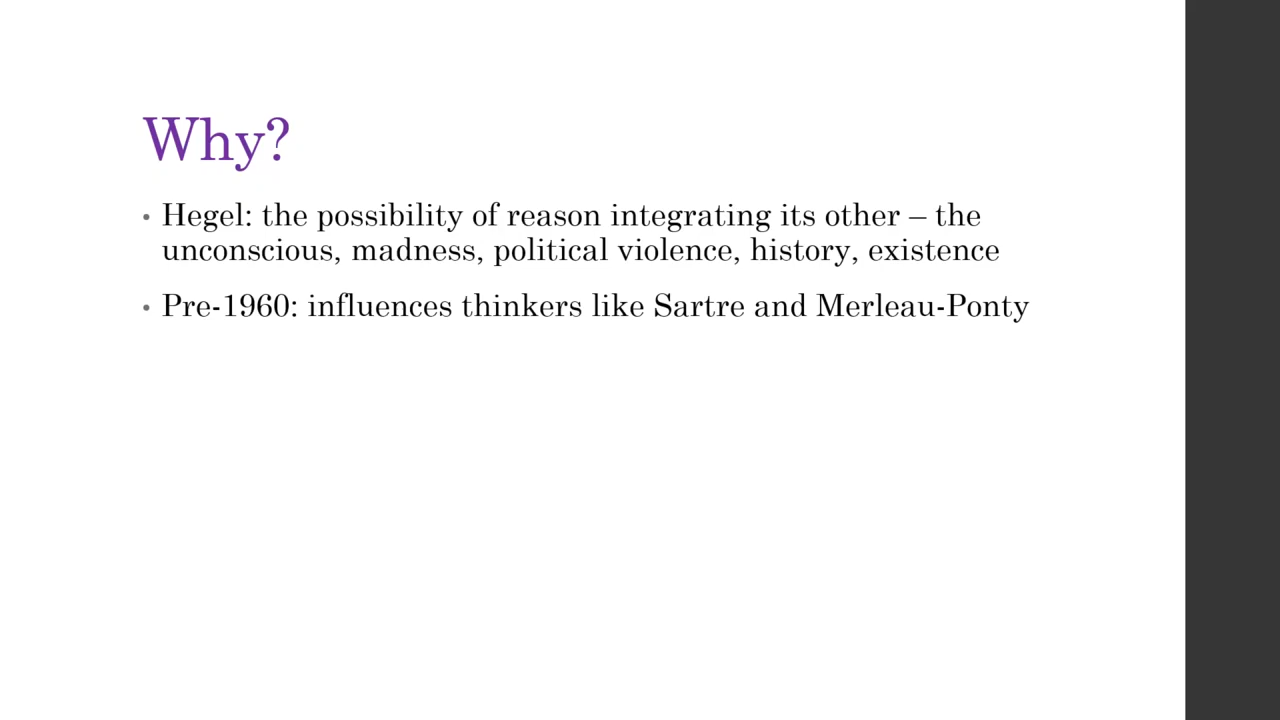 Why?
• Hegel: the possibility of reason integrating its other – the
unconscious, madness, political violence, history, existence
• Pre-1960: influences thinkers like Sartre and Merleau-Ponty